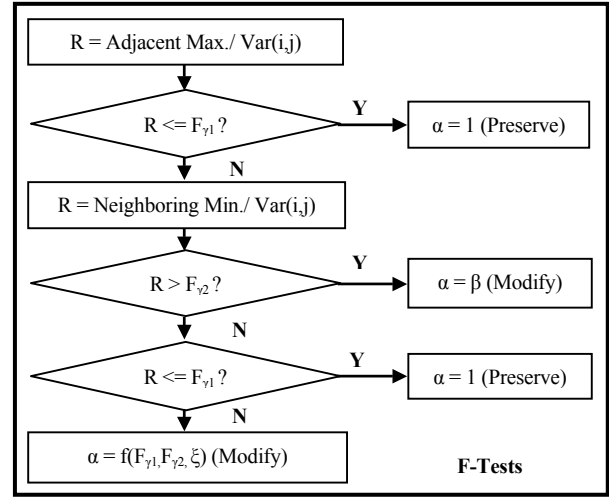 R = Adjacent Max./ Var(i,j)
R <= Fγ1 ?
Y
α = 1 (Preserve)
N
R = Neighboring Min./ Var(i,j)
R > Fγ2 ?
Y
α = β (Modify)
N
R <= Fγ1 ?
Y
α = 1 (Preserve)
N
α = f(Fγ1, Fγ2, ξ) (Modify)
F-Tests